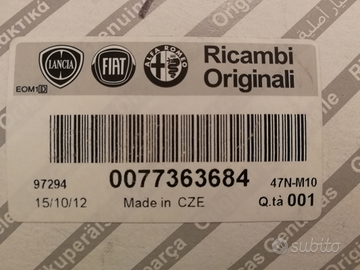 LANCIA FIAT ALFA ROMEO Ricambi
Originali
EOM1D
97294 0077363684 47N-M10
15/10/12 Made in CZE Q.tà 001
subito